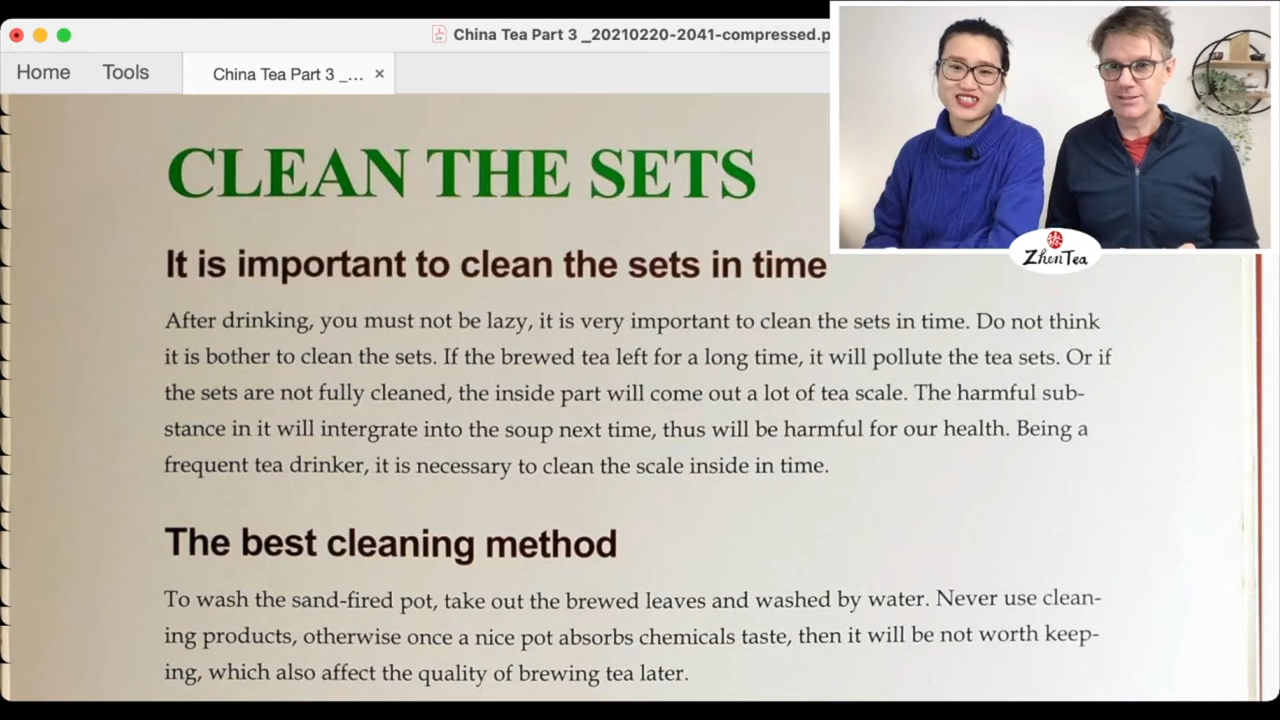 China Tea Part 3 _20210220-2041-compressed.p
Home Tools China Tea Part 3 _... ×
Zhen Tea
CLEAN THE SETS
It is important to clean the sets in time
After drinking, you must not be lazy, it is very important to clean the sets in time. Do not think
it is bother to clean the sets. If the brewed tea left for a long time, it will pollute the tea sets. Or if
the sets are not fully cleaned, the inside part will come out a lot of tea scale. The harmful sub-
stance in it will intergrate into the soup next time, thus will be harmful for our health. Being a
frequent tea drinker, it is necessary to clean the scale inside in time.
The best cleaning method
To wash the sand-fired pot, take out the brewed leaves and washed by water. Never use clean-
ing products, otherwise once a nice pot absorbs chemicals taste, then it will be not worth keep-
ing, which also affect the quality of brewing tea later.